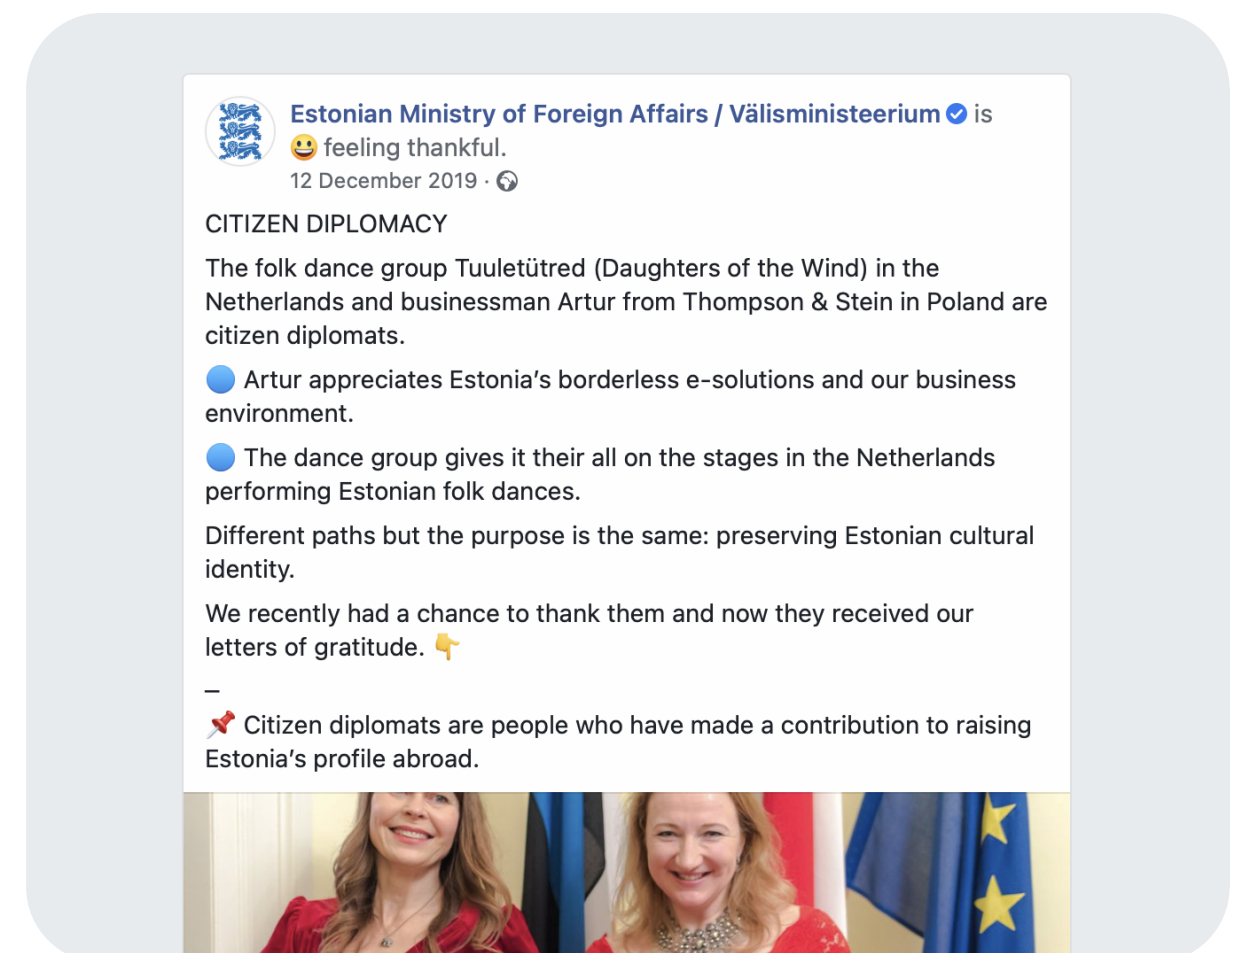 Estonian Ministry of Foreign Affairs / Välisministeerium is
😀 feeling thankful.
12 December 2019 ·
CITIZEN DIPLOMACY
The folk dance group Tuuletütred (Daughters of the Wind) in the
Netherlands and businessman Artur from Thompson & Stein in Poland are
citizen diplomats.
🔵 Artur appreciates Estonia’s borderless e-solutions and our business
environment.
🔵 The dance group gives it their all on the stages in the Netherlands
performing Estonian folk dances.
Different paths but the purpose is the same: preserving Estonian cultural
identity.
We recently had a chance to thank them and now they received our
letters of gratitude. 👇
–
📌 Citizen diplomats are people who have made a contribution to raising
Estonia’s profile abroad.